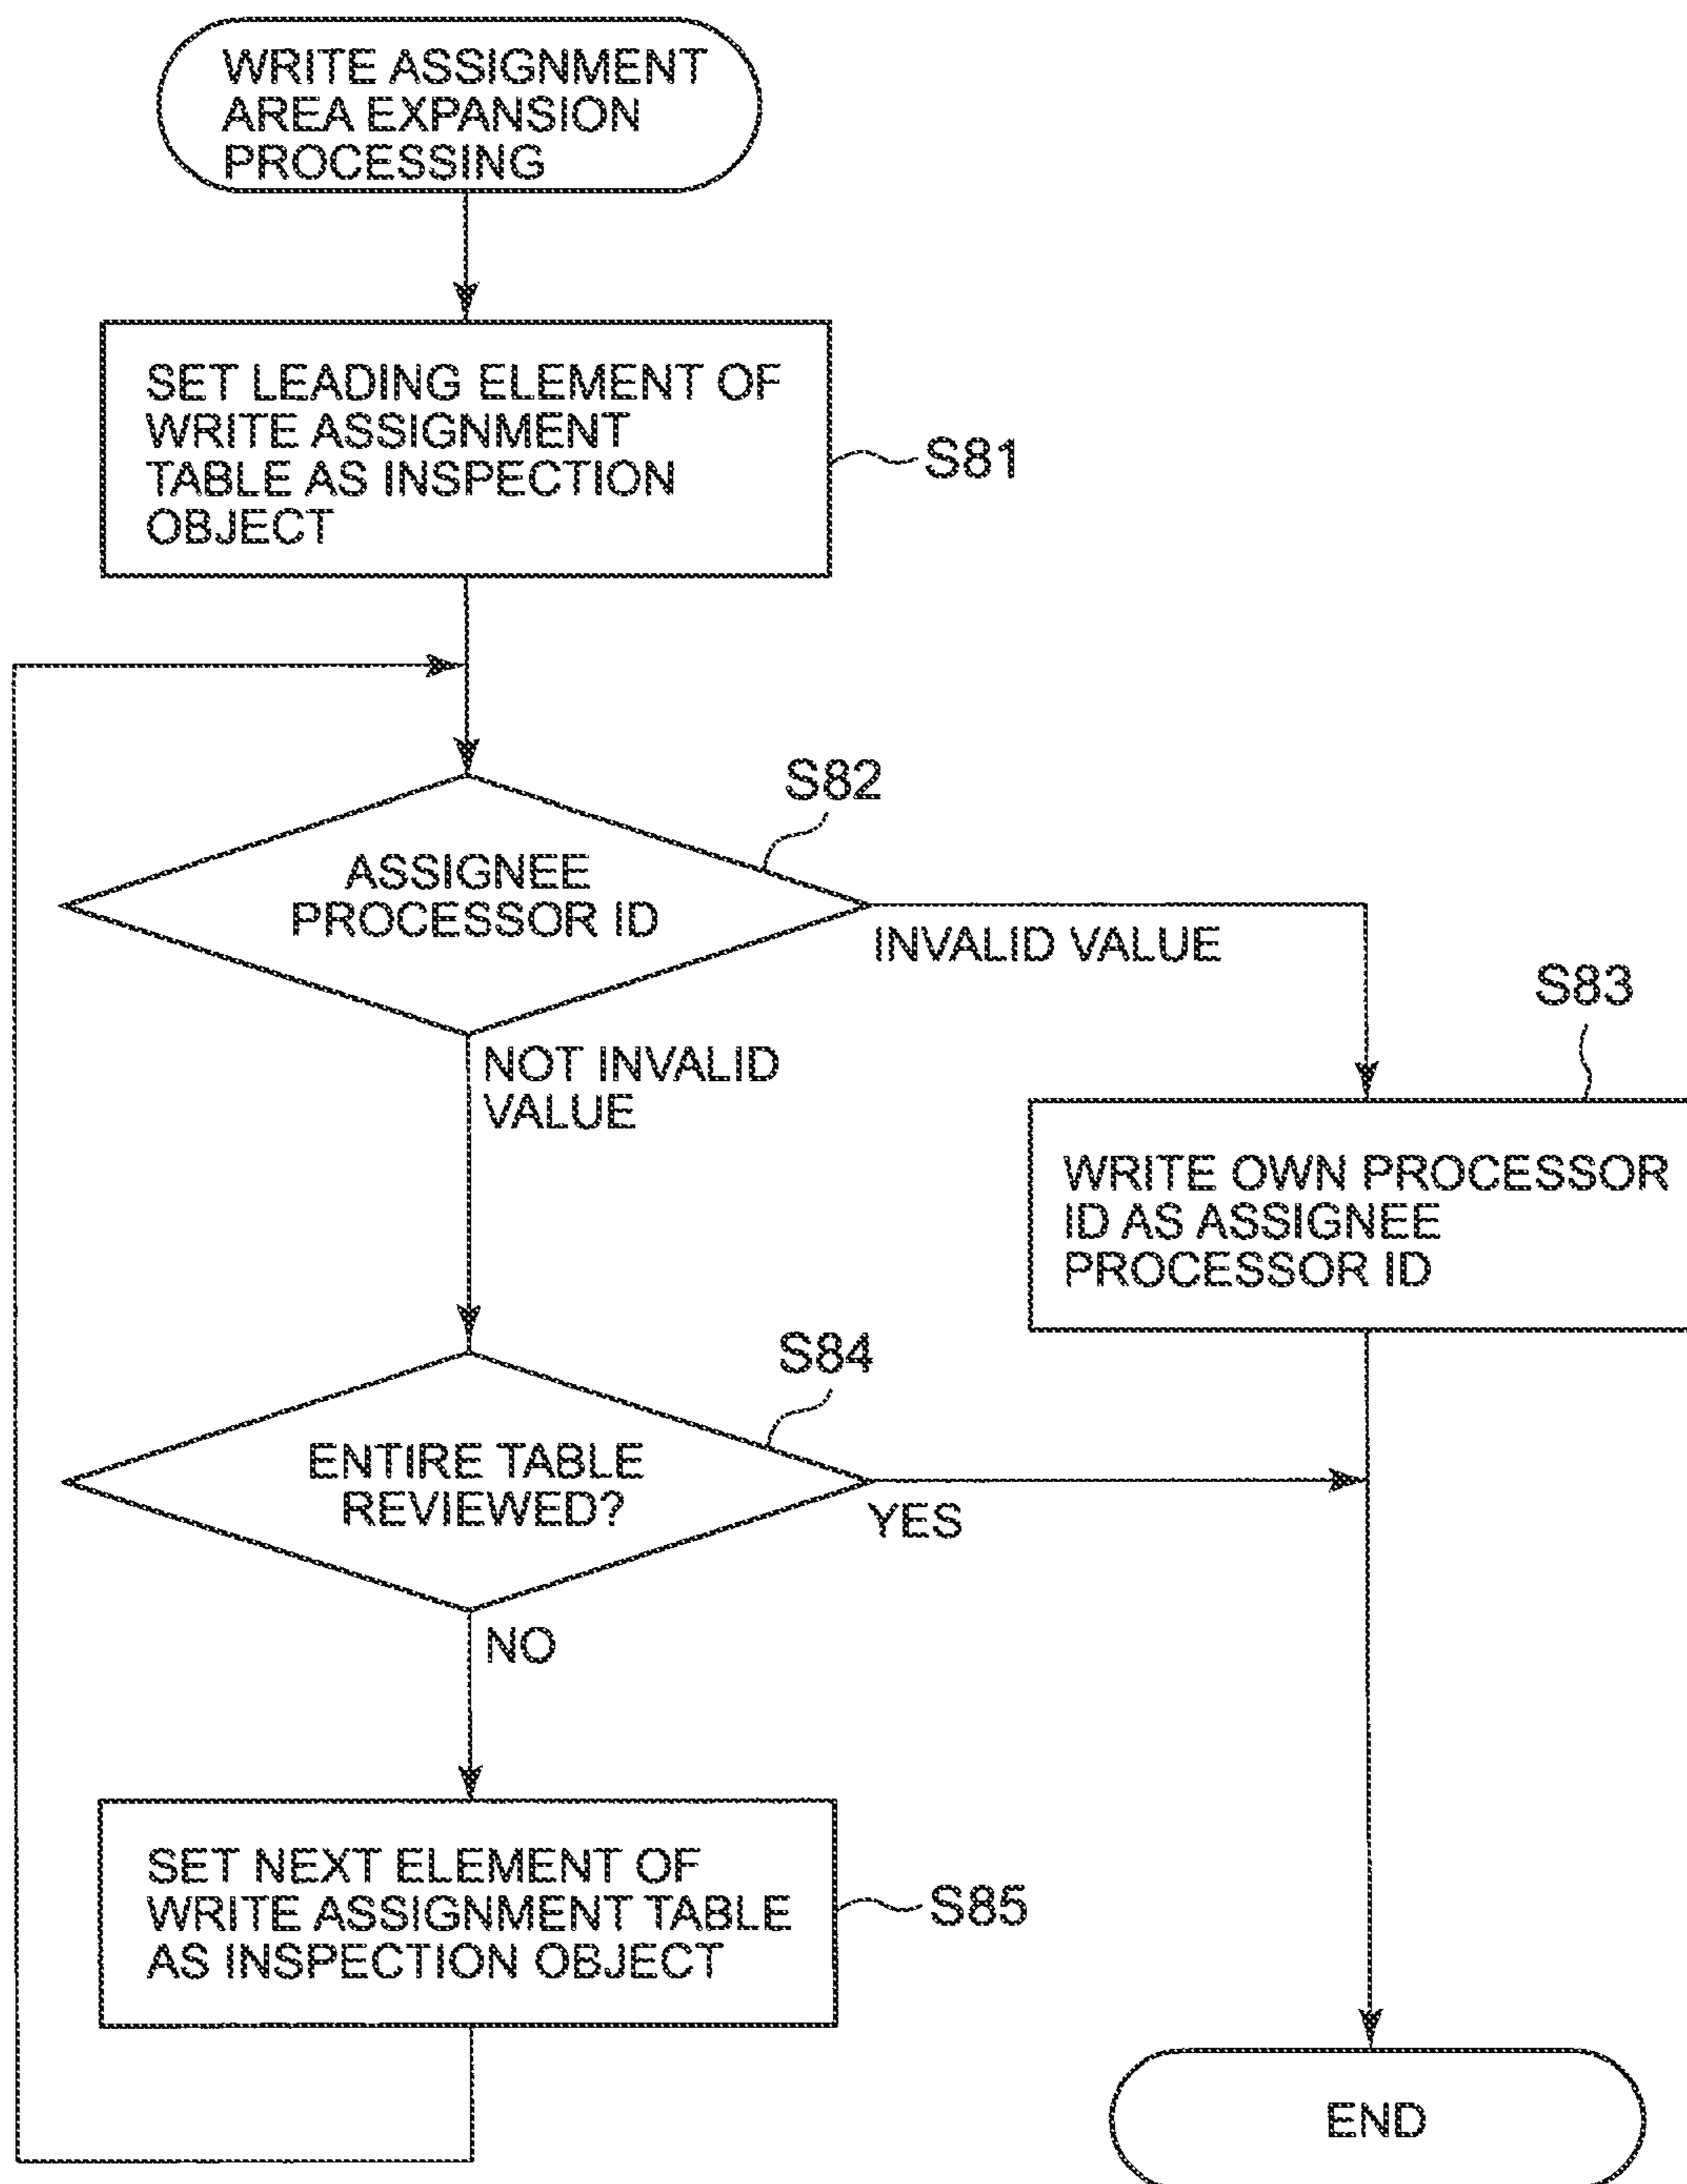 WRITE ASSIGNMENT
AREA EXPANSION
PROCESSING
SET LEADING ELEMENT OF
WRITE ASSIGNMENT
TABLE AS INSPECTION
OBJECT
S81
S82
ASSIGNEE
PROCESSOR ID
INVALID VALUE
NOT INVALID
VALUE
S83
WRITE OWN PROCESSOR
ID AS ASSIGNEE
PROCESSOR ID
S84
ENTIRE TABLE
REVIEWED?
YES
NO
SET NEXT ELEMENT OF
WRITE ASSIGNMENT TABLE
AS INSPECTION OBJECT
S85
END